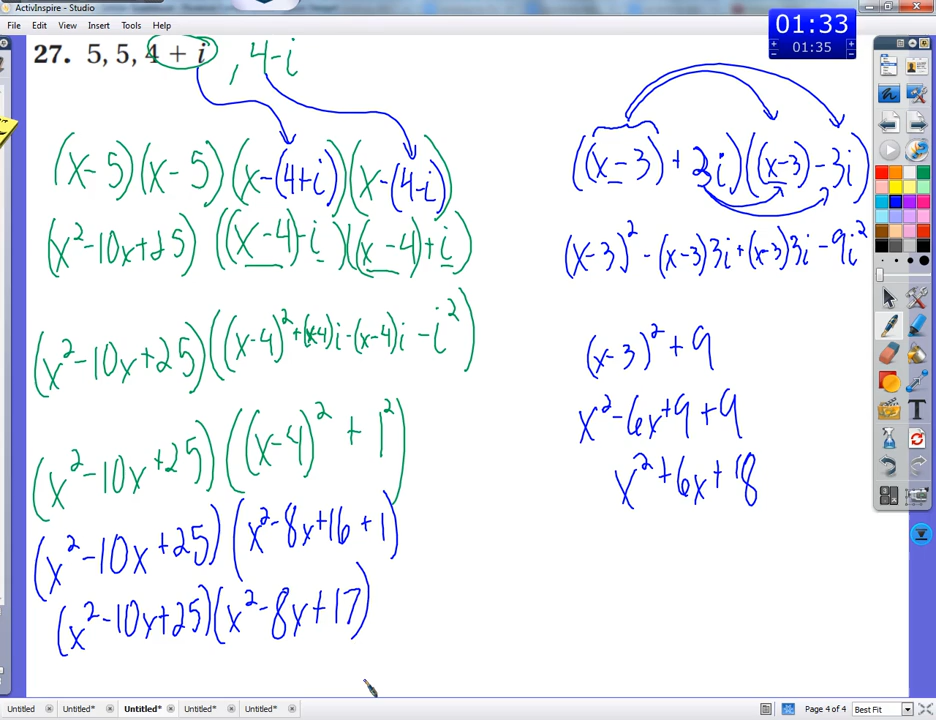 ActivInspire - Studio
File Edit View Insert Tools Help
01:33
01:35
27. 5, 5, 4 + i , 4-i
(x-5)(x-5)(x-(4+i))(x-(4-i))
(x²-10x+25)((x-4)-i)((x-4)+i)
(x²-10x+25)((x-4)²+(x-4)i-(x-4)i-i²)
(x²-10x+25)((x-4)²+1²)
(x²-10x+25)(x²-8x+16+1)
(x²-10x+25)(x²-8x+17)
((x-3)+3i)((x-3)-3i)
(x-3)²-(x-3)3i+(x-3)3i-9i²
(x-3)²+9
x²-6x+9+9
x²+6x+18
Untitled Untitled* Untitled* Untitled* Untitled* Page 4 of 4 Best Fit